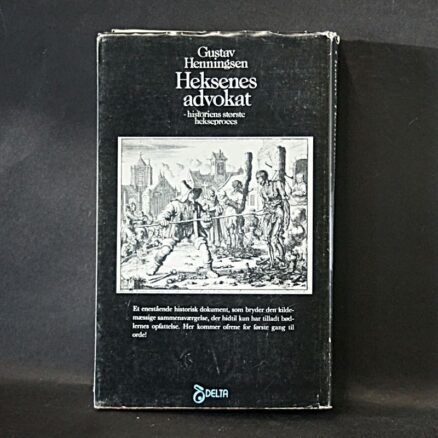 Gustav
Henningsen
Heksenes
advokat
- historiens største
hekseproces
Et enestående historisk dokument, som bryder den kilde-
mæssige sammensværgelse, der hidtil kun har tilladt bød-
lernes opfattelse. Her kommer ofrene for første gang til
orde!
DELTA